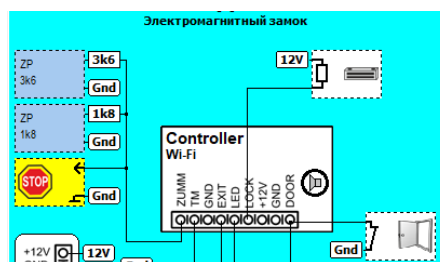 Электромагнитный замок
ZP
3k6
3k6
Gnd
12V
ZP
1k8
1k8
Gnd
Controller
Wi-Fi
STOP
Gnd
ZUMM
TM
GND
EXIT
LED
LOCK
+12V
GND
DOOR
Gnd
+12V
12V